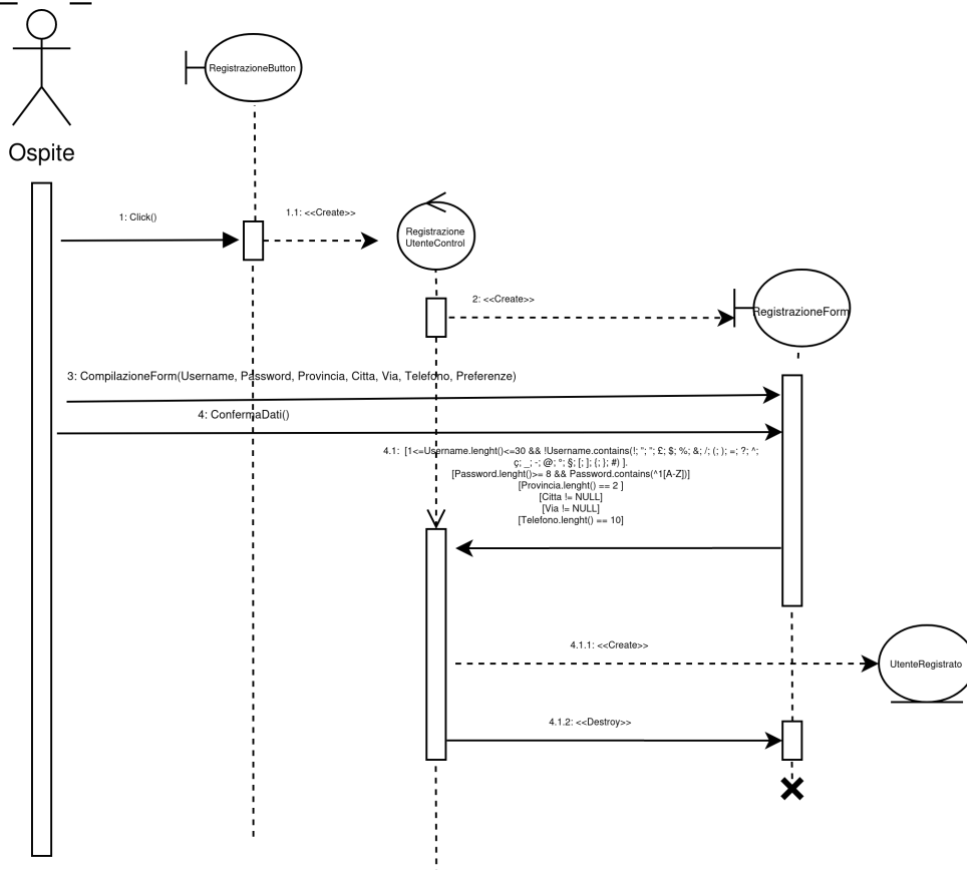 RegistrazioneButton
Ospite
1: Click()
1.1: <<Create>>
Registrazione
UtenteControl
2: <<Create>>
RegistrazioneForm
3: CompilazioneForm(Username, Password, Provincia, Citta, Via, Telefono, Preferenze)
4: ConfermaDati()
4.1: [1<=Username.lenght()<=30 && !Username.contains(!; "; "; £; $; %; &; /; (; ); =; ?; ^;
ç; _; -; @; °; §; [; ]; {; }; #) ].
[Password.lenght()>= 8 && Password.contains(^1[A-Z])]
[Provincia.lenght() == 2 ]
[Citta != NULL]
[Via != NULL]
[Telefono.lenght() == 10]
4.1.1: <<Create>>
UtenteRegistrato
4.1.2: <<Destroy>>